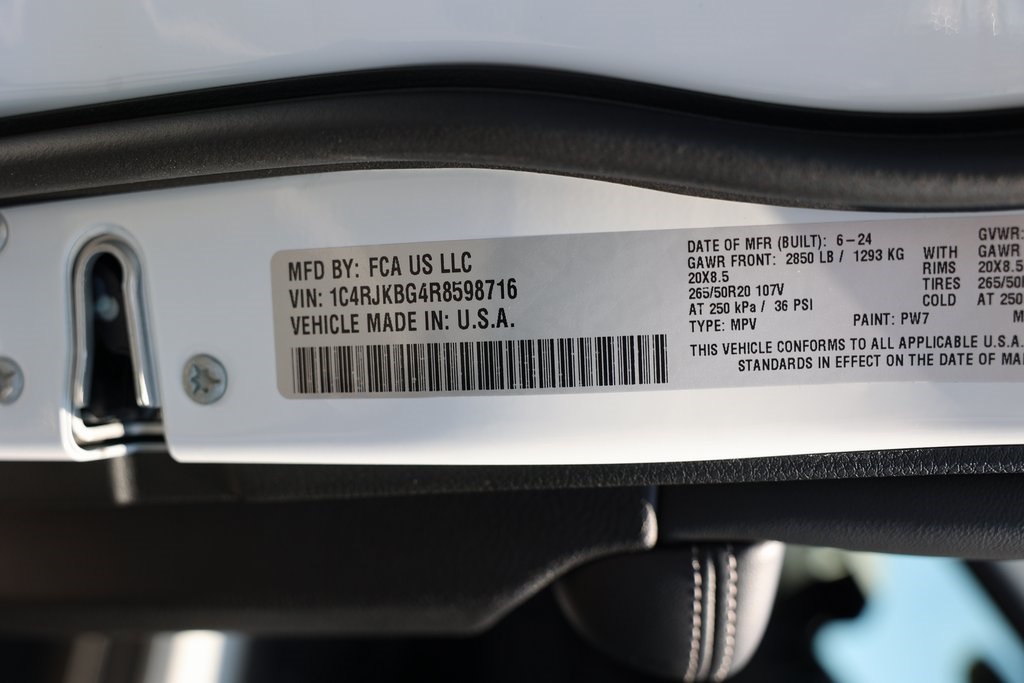 MFD BY: FCA US LLC
VIN: 1C4RJKBG4R8598716
VEHICLE MADE IN: U.S.A.
DATE OF MFR (BUILT): 6-24
GAWR FRONT: 2850 LB / 1293 KG
20X8.5
265/50R20 107V
AT 250 kPa / 36 PSI
TYPE: MPV
PAINT: PW7
WITH
RIMS
TIRES
COLD
GVWR:
GAWR
20X8.5
265/50R
AT 250
M
THIS VEHICLE CONFORMS TO ALL APPLICABLE U.S.A.
STANDARDS IN EFFECT ON THE DATE OF MA